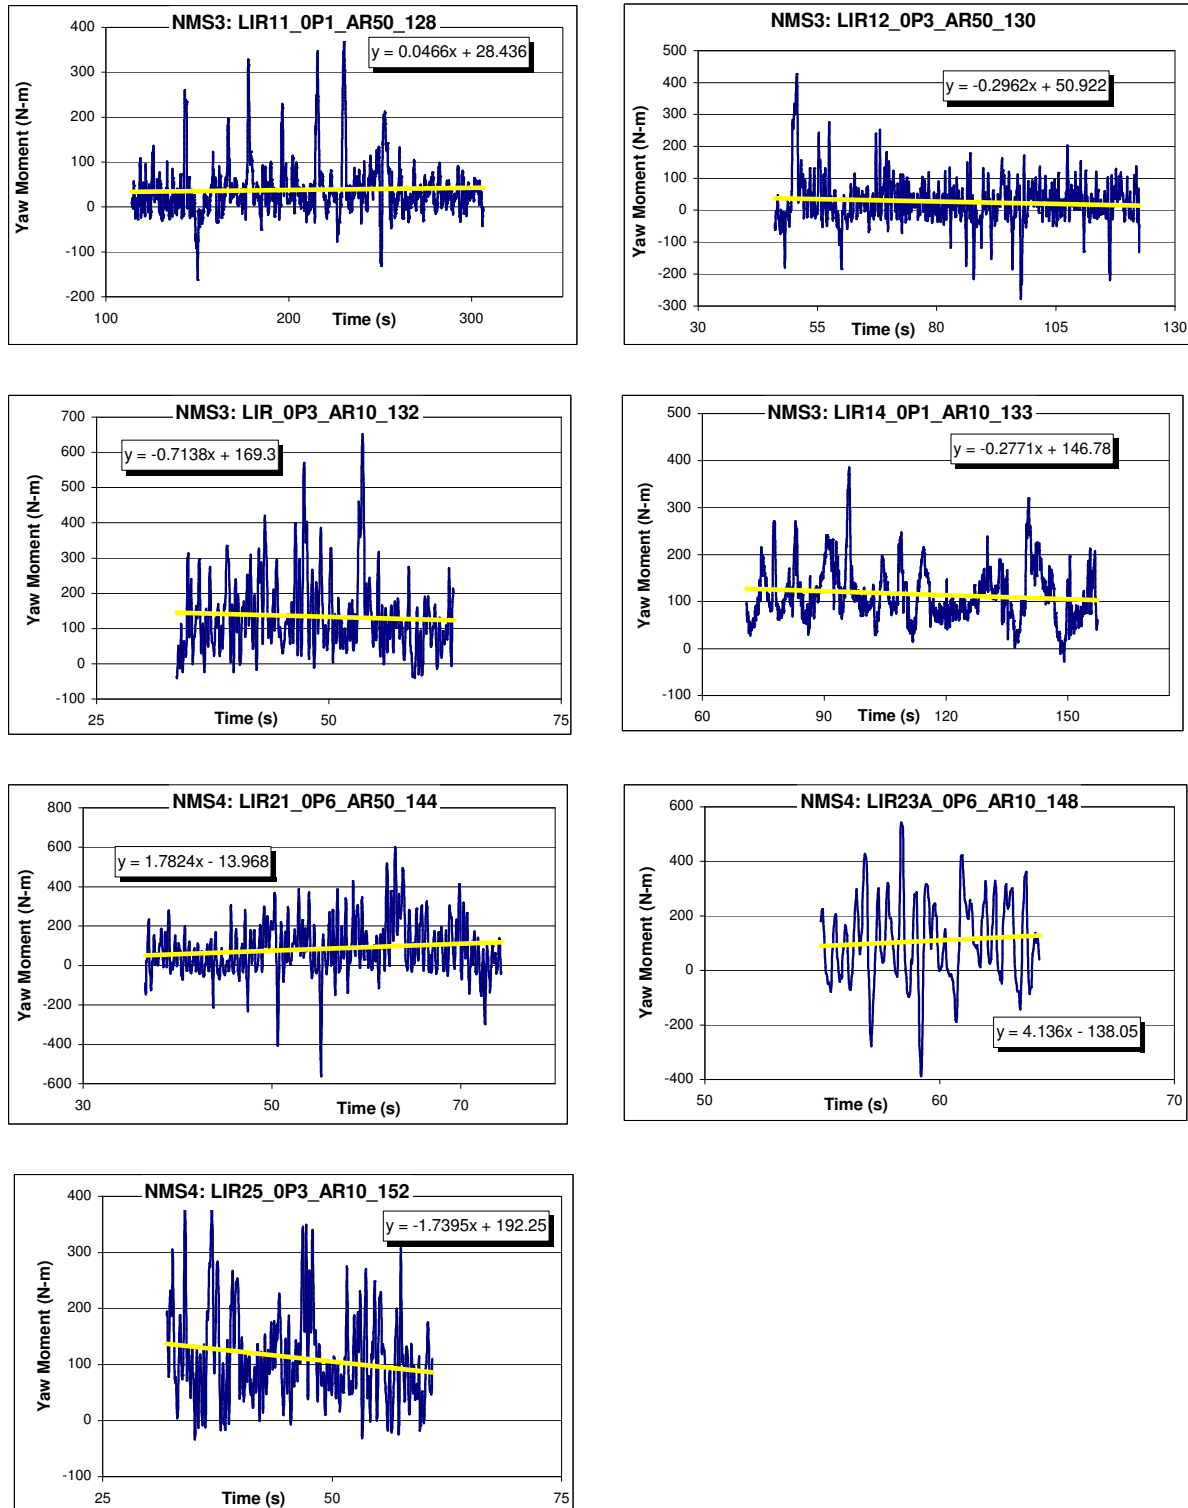 NMS3: LIR11_0P1_AR50_128
y = 0.0466x + 28.436
Yaw Moment (N-m)
400
300
200
100
0
-100
-200
100
200
300
Time (s)
NMS3: LIR12_0P3_AR50_130
y = -0.2962x + 50.922
Yaw Moment (N-m)
500
400
300
200
100
0
-100
-200
-300
30
55
80
105
130
Time (s)
NMS3: LIR_0P3_AR10_132
y = -0.7138x + 169.3
Yaw Moment (N-m)
700
600
500
400
300
200
100
0
-100
25
50
75
Time (s)
NMS3: LIR14_0P1_AR10_133
y = -0.2771x + 146.78
Yaw Moment (N-m)
500
400
300
200
100
0
-100
60
90
120
150
Time (s)
NMS4: LIR21_0P6_AR50_144
y = 1.7824x - 13.968
Yaw Moment (N-m)
800
600
400
200
0
-200
-400
-600
30
50
70
Time (s)
NMS4: LIR23A_0P6_AR10_148
y = 4.136x - 138.05
Yaw Moment (N-m)
600
400
200
0
-200
-400
50
60
70
Time (s)
NMS4: LIR25_0P3_AR10_152
y = -1.7395x + 192.25
Yaw Moment (N-m)
400
300
200
100
0
-100
25
50
75
Time (s)